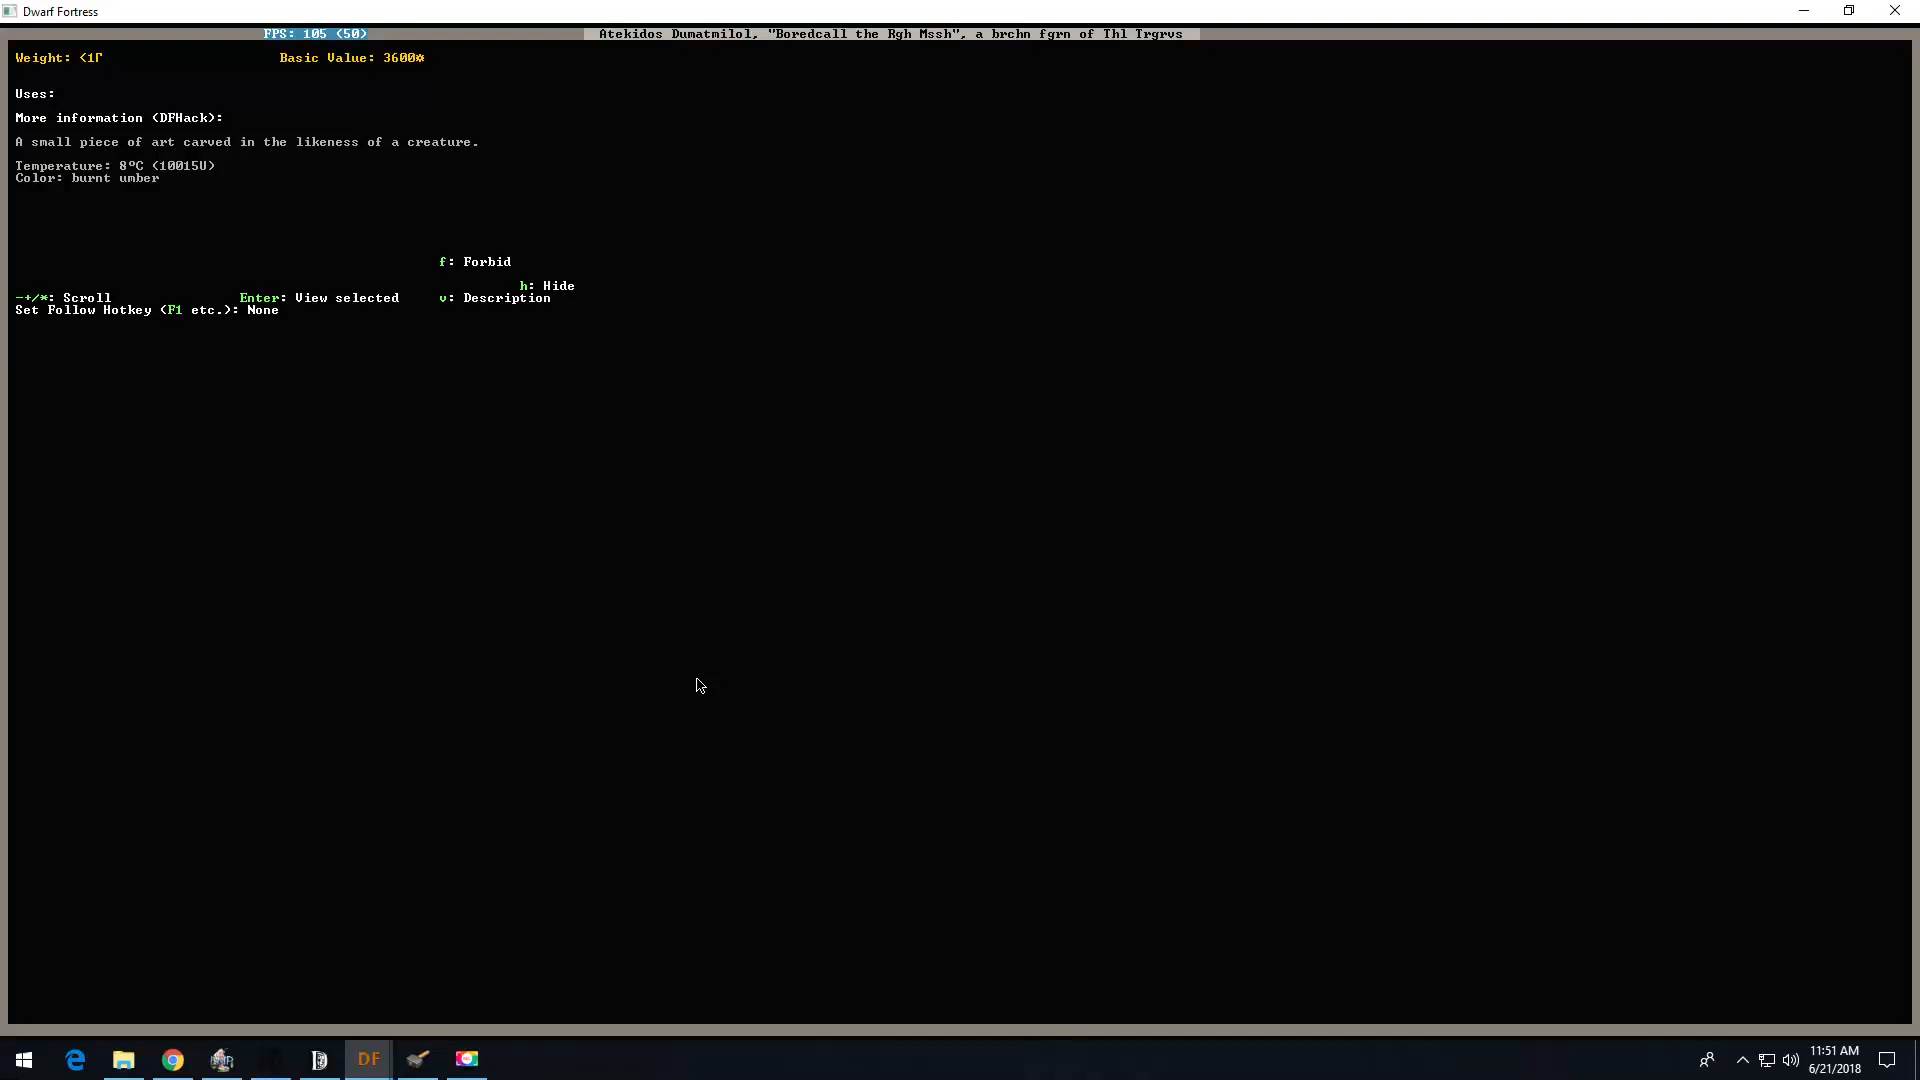 Dwarf Fortress
FPS: 105 (50)
Atekidos Dumatmilol, "Boredcall the Rgh Mssh", a brchn fgrn of Thl Trgrvs
Weight: <1Γ Basic Value: 3600☼
Uses:
More information (DFHack):
A small piece of art carved in the likeness of a creature.
Temperature: 8°C (10015U)
Color: burnt umber
f: Forbid
h: Hide
-+/*: Scroll Enter: View selected v: Description
Set Follow Hotkey (F1 etc.): None
DF
11:51 AM
6/21/2018